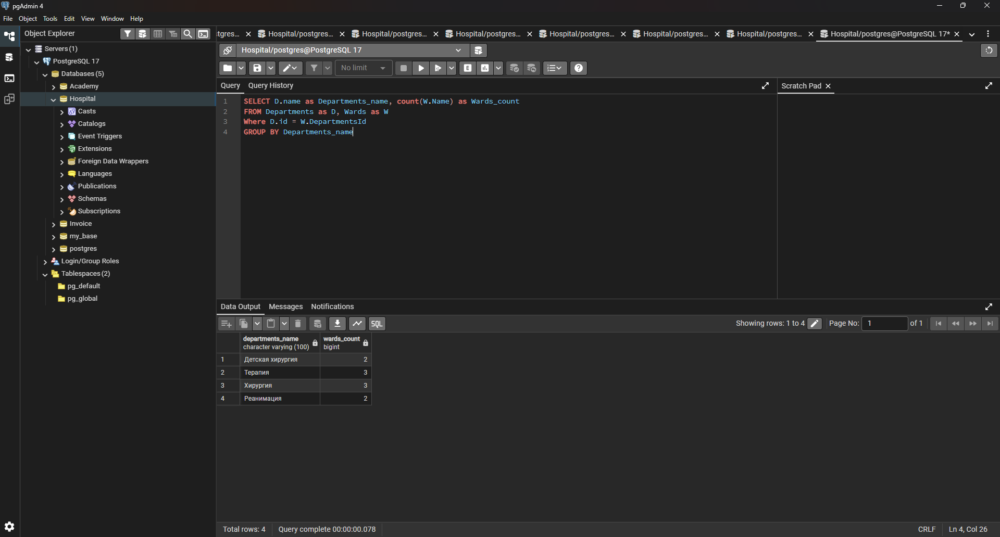 pgAdmin 4
File Object Tools Edit View Window Help
Object Explorer
Servers (1)
PostgreSQL 17
Databases (5)
Academy
Hospital
Casts
Catalogs
Event Triggers
Extensions
Foreign Data Wrappers
Languages
Publications
Schemas
Subscriptions
Invoice
my_base
postgres
Login/Group Roles
Tablespaces (2)
pg_default
pg_global
tgres... Hospital/postgres... Hospital/postgres... Hospital/postgres... Hospital/postgres... Hospital/postgres... Hospital/postgres... Hospital/postgres@PostgreSQL 17*
Hospital/postgres@PostgreSQL 17
No limit E
Query Query History
Scratch Pad
1 SELECT D.name as Departments_name, count(W.Name) as Wards_count
2 FROM Departments as D, Wards as W
3 Where D.id = W.DepartmentsId
4 GROUP BY Departments_name
Data Output Messages Notifications
SQL Showing rows: 1 to 4 Page No: 1 of 1
departments_name wards_count
character varying (100) bigint
1 Детская хирургия 2
2 Терапия 3
3 Хирургия 3
4 Реанимация 2
Total rows: 4 Query complete 00:00:00.078 CRLF Ln 4, Col 26